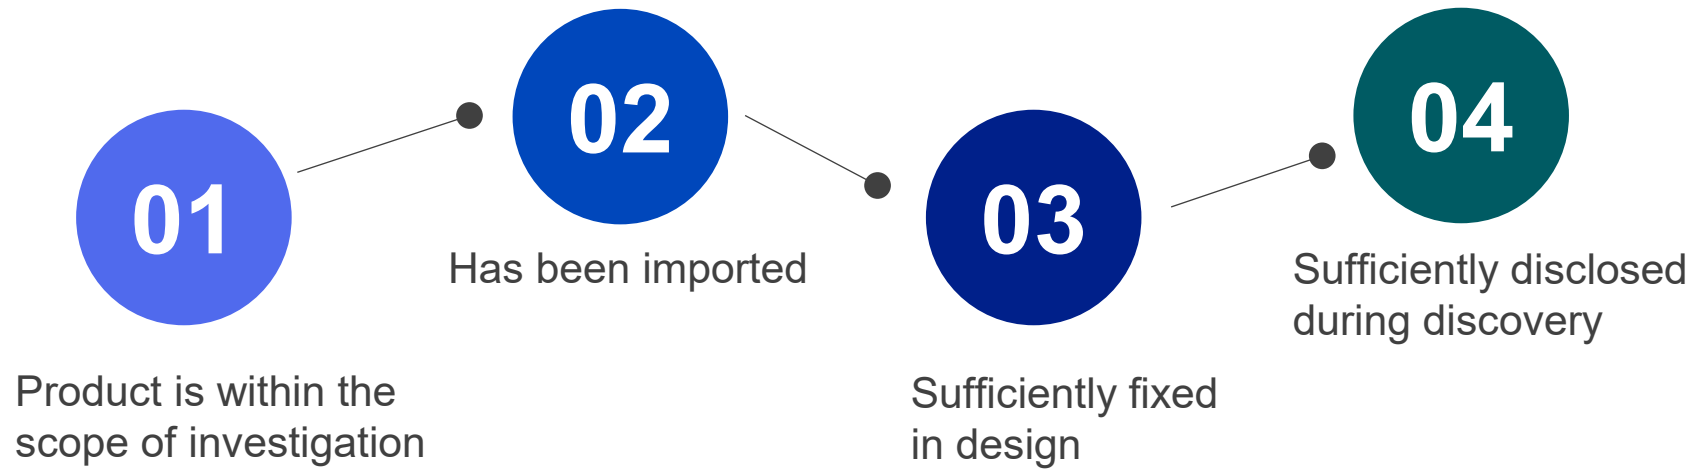 01
Product is within the
scope of investigation
02
Has been imported
03
Sufficiently fixed
in design
04
Sufficiently disclosed
during discovery